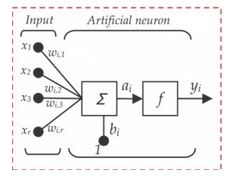 Input Artificial neuron
x1 wi,1
x2 wi,2
x3 wi,3
xr wi,r
Σ ai f yi
bi
1